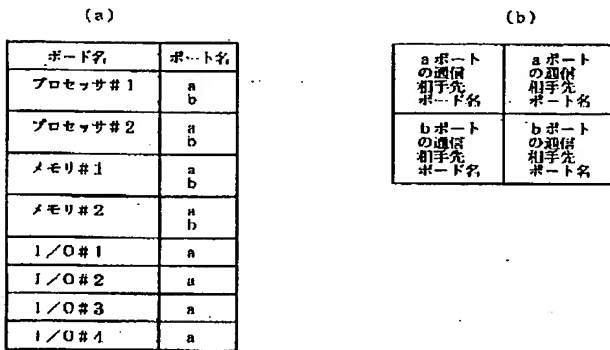 (a)
ボード名 ポート名
プロセッサ#1 a
b
プロセッサ#2 a
b
メモリ#1 a
b
メモリ#2 a
b
I/O#1 a
I/O#2 a
I/O#3 a
I/O#4 a
(b)
aポート
の通信
相手先
ボード名
aポート
の通信
相手先
ポート名
bポート
の通信
相手先
ボード名
bポート
の通信
相手先
ポート名